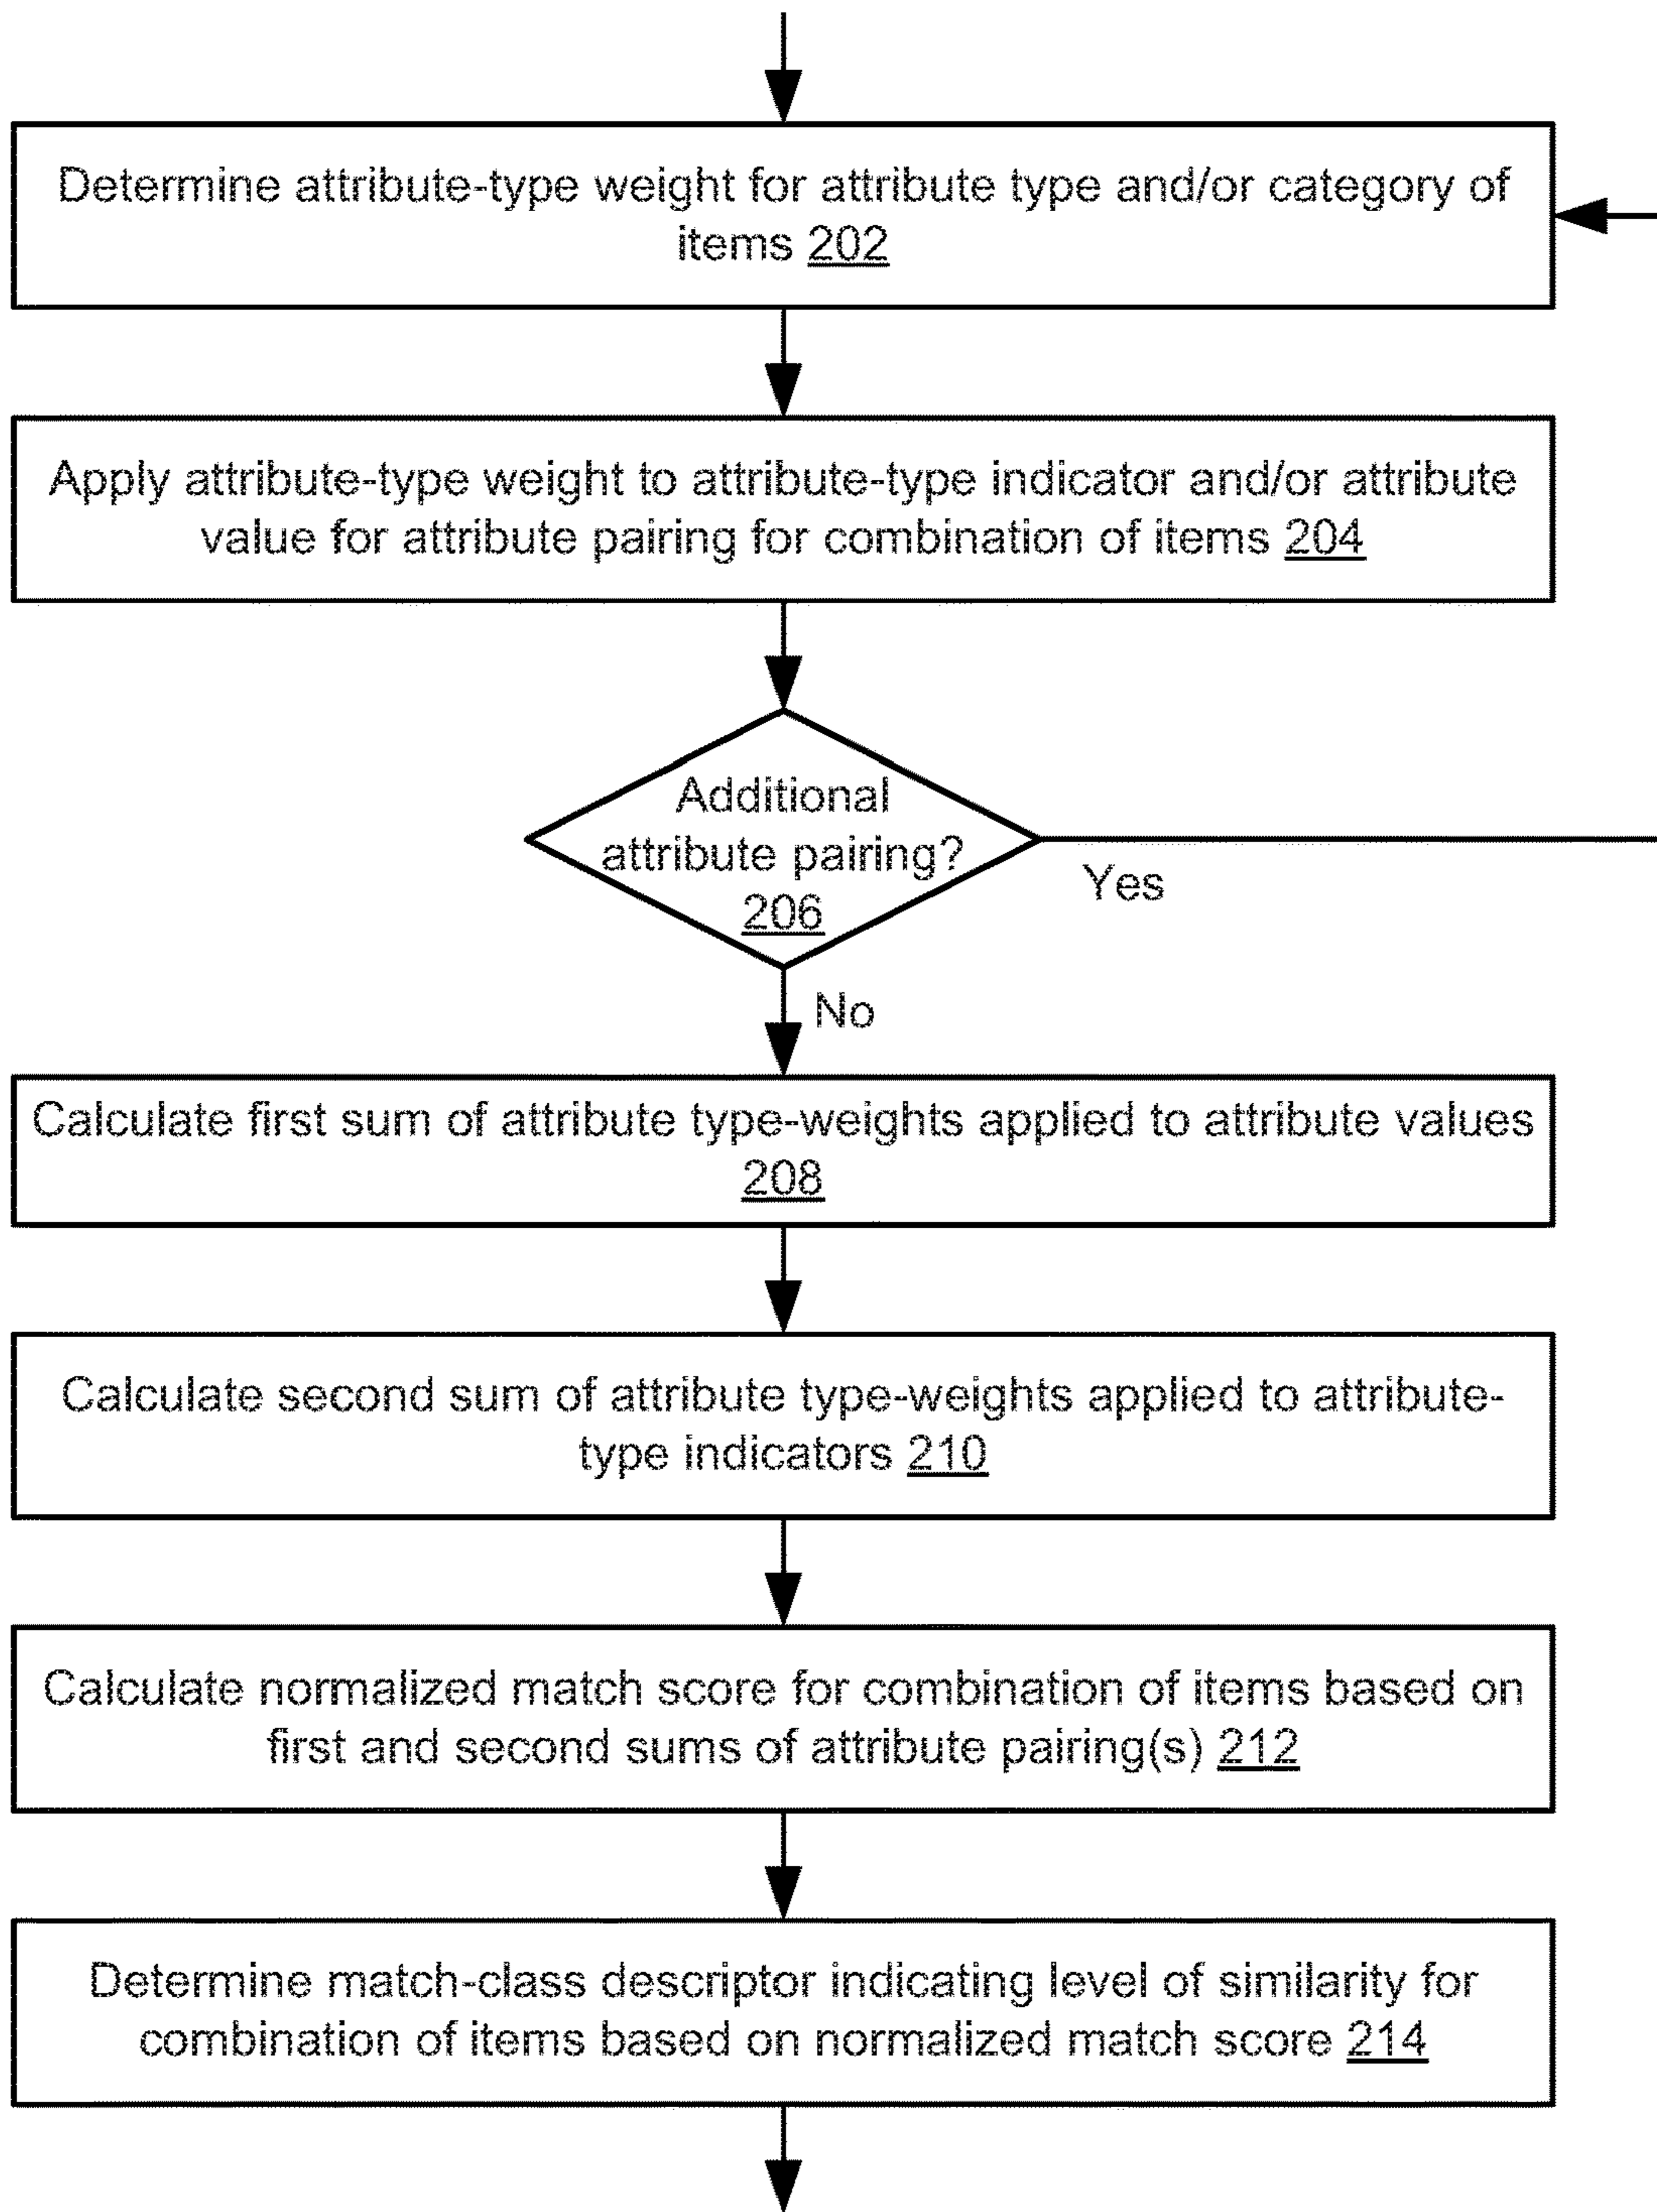 Determine attribute-type weight for attribute type and/or category of
items 202
Apply attribute-type weight to attribute-type indicator and/or attribute
value for attribute pairing for combination of items 204
Additional
attribute pairing?
206
Yes
No
Calculate first sum of attribute type-weights applied to attribute values
208
Calculate second sum of attribute type-weights applied to attribute-
type indicators 210
Calculate normalized match score for combination of items based on
first and second sums of attribute pairing(s) 212
Determine match-class descriptor indicating level of similarity for
combination of items based on normalized match score 214